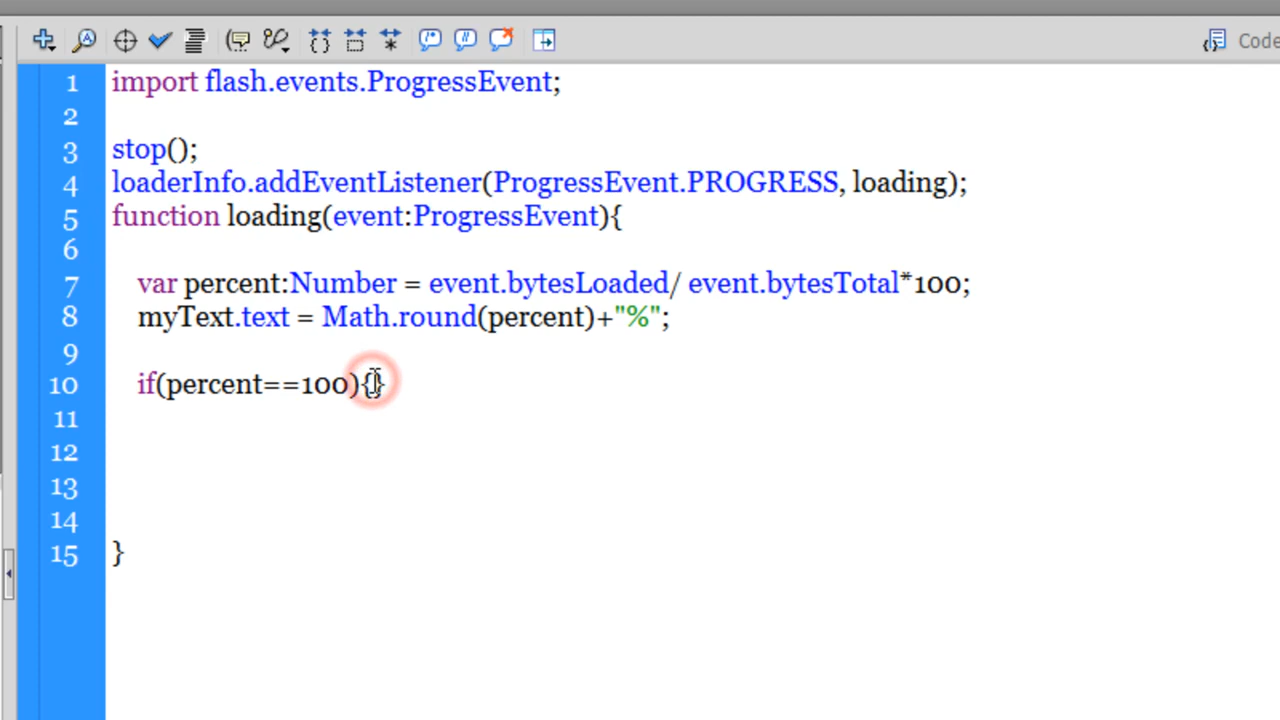 Code
1 import flash.events.ProgressEvent;
2
3 stop();
4 loaderInfo.addEventListener(ProgressEvent.PROGRESS, loading);
5 function loading(event:ProgressEvent){
6
7 var percent:Number = event.bytesLoaded/ event.bytesTotal*100;
8 myText.text = Math.round(percent)+"%";
9
10 if(percent==100){}
11
12
13
14
15 }